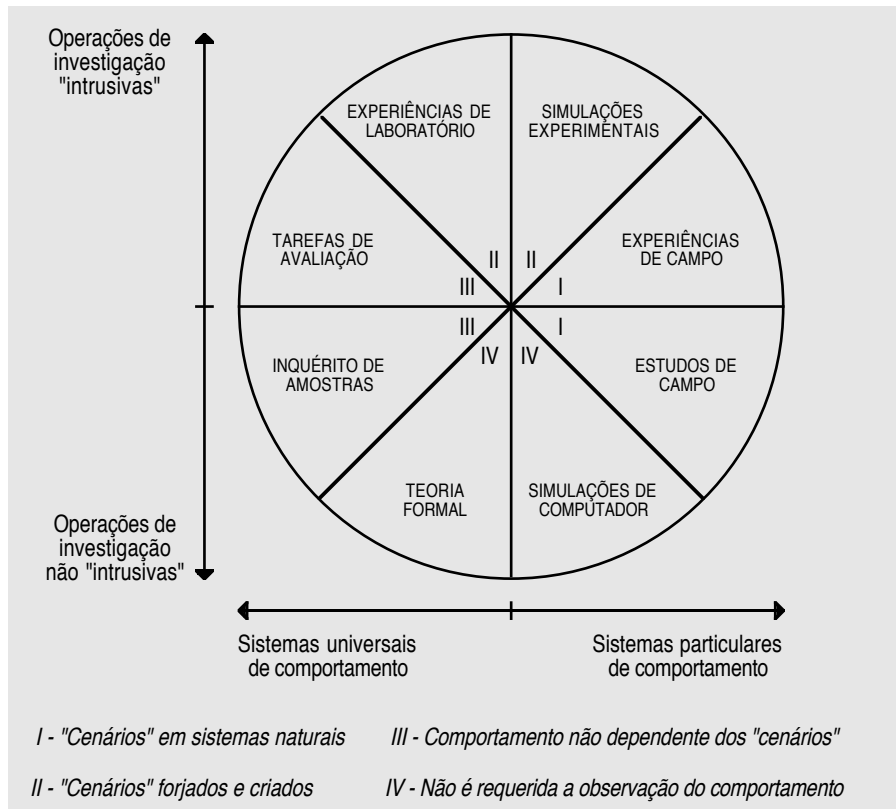 Operações de
investigação
"intrusivas"
EXPERIÊNCIAS DE
LABORATÓRIO
SIMULAÇÕES
EXPERIMENTAIS
TAREFAS DE
AVALIAÇÃO
EXPERIÊNCIAS
DE CAMPO
II
II
III
I
III
I
IV
IV
INQUÉRITO DE
AMOSTRAS
ESTUDOS DE
CAMPO
TEORIA
FORMAL
SIMULAÇÕES DE
COMPUTADOR
Operações de
investigação
não "intrusivas"
Sistemas universais
de comportamento
Sistemas particulares
de comportamento
I - "Cenários" em sistemas naturais
III - Comportamento não dependente dos "cenários"
II - "Cenários" forjados e criados
IV - Não é requerida a observação do comportamento